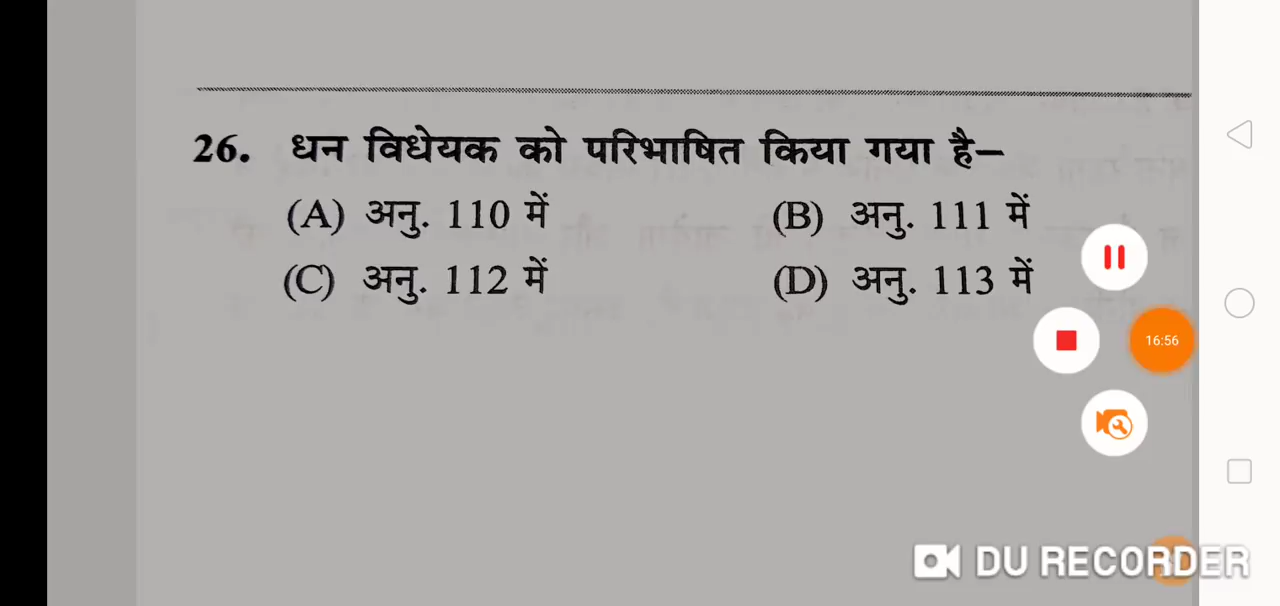 26. धन विधेयक को परिभाषित किया गया है–
(A) अनु. 110 में (B) अनु. 111 में
(C) अनु. 112 में (D) अनु. 113 में
16:56
DU RECORDER